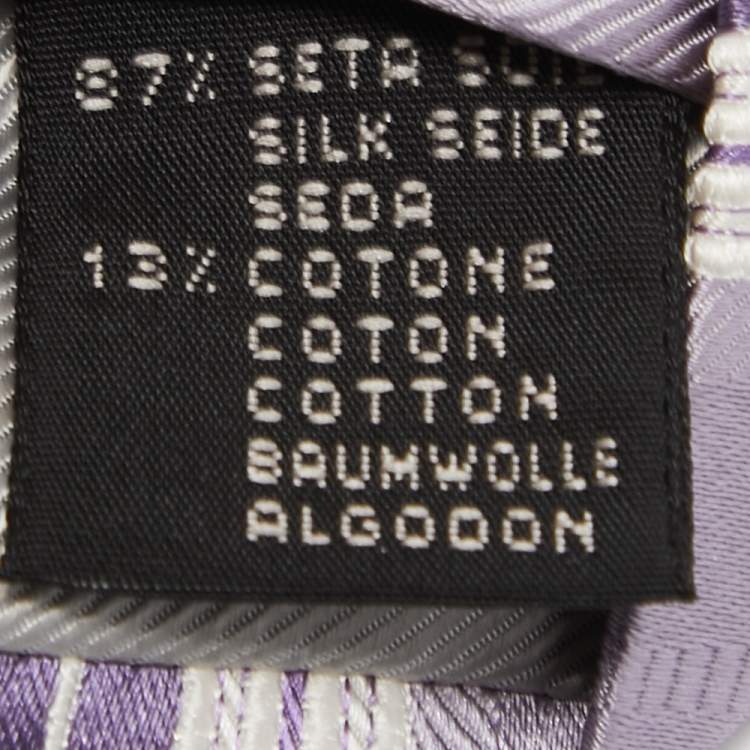 87% SETA SOIE
SILK SEIDE
SEDA
13% COTONE
COTON
COTTON
BAUMWOLLE
ALGODON